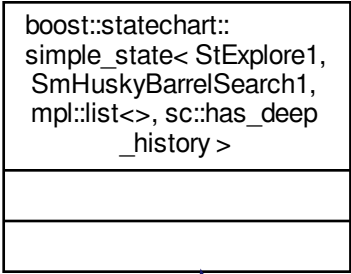 boost::statechart::
simple_state< StExplore1,
SmHuskyBarrelSearch1,
mpl::list<>, sc::has_deep
_history >